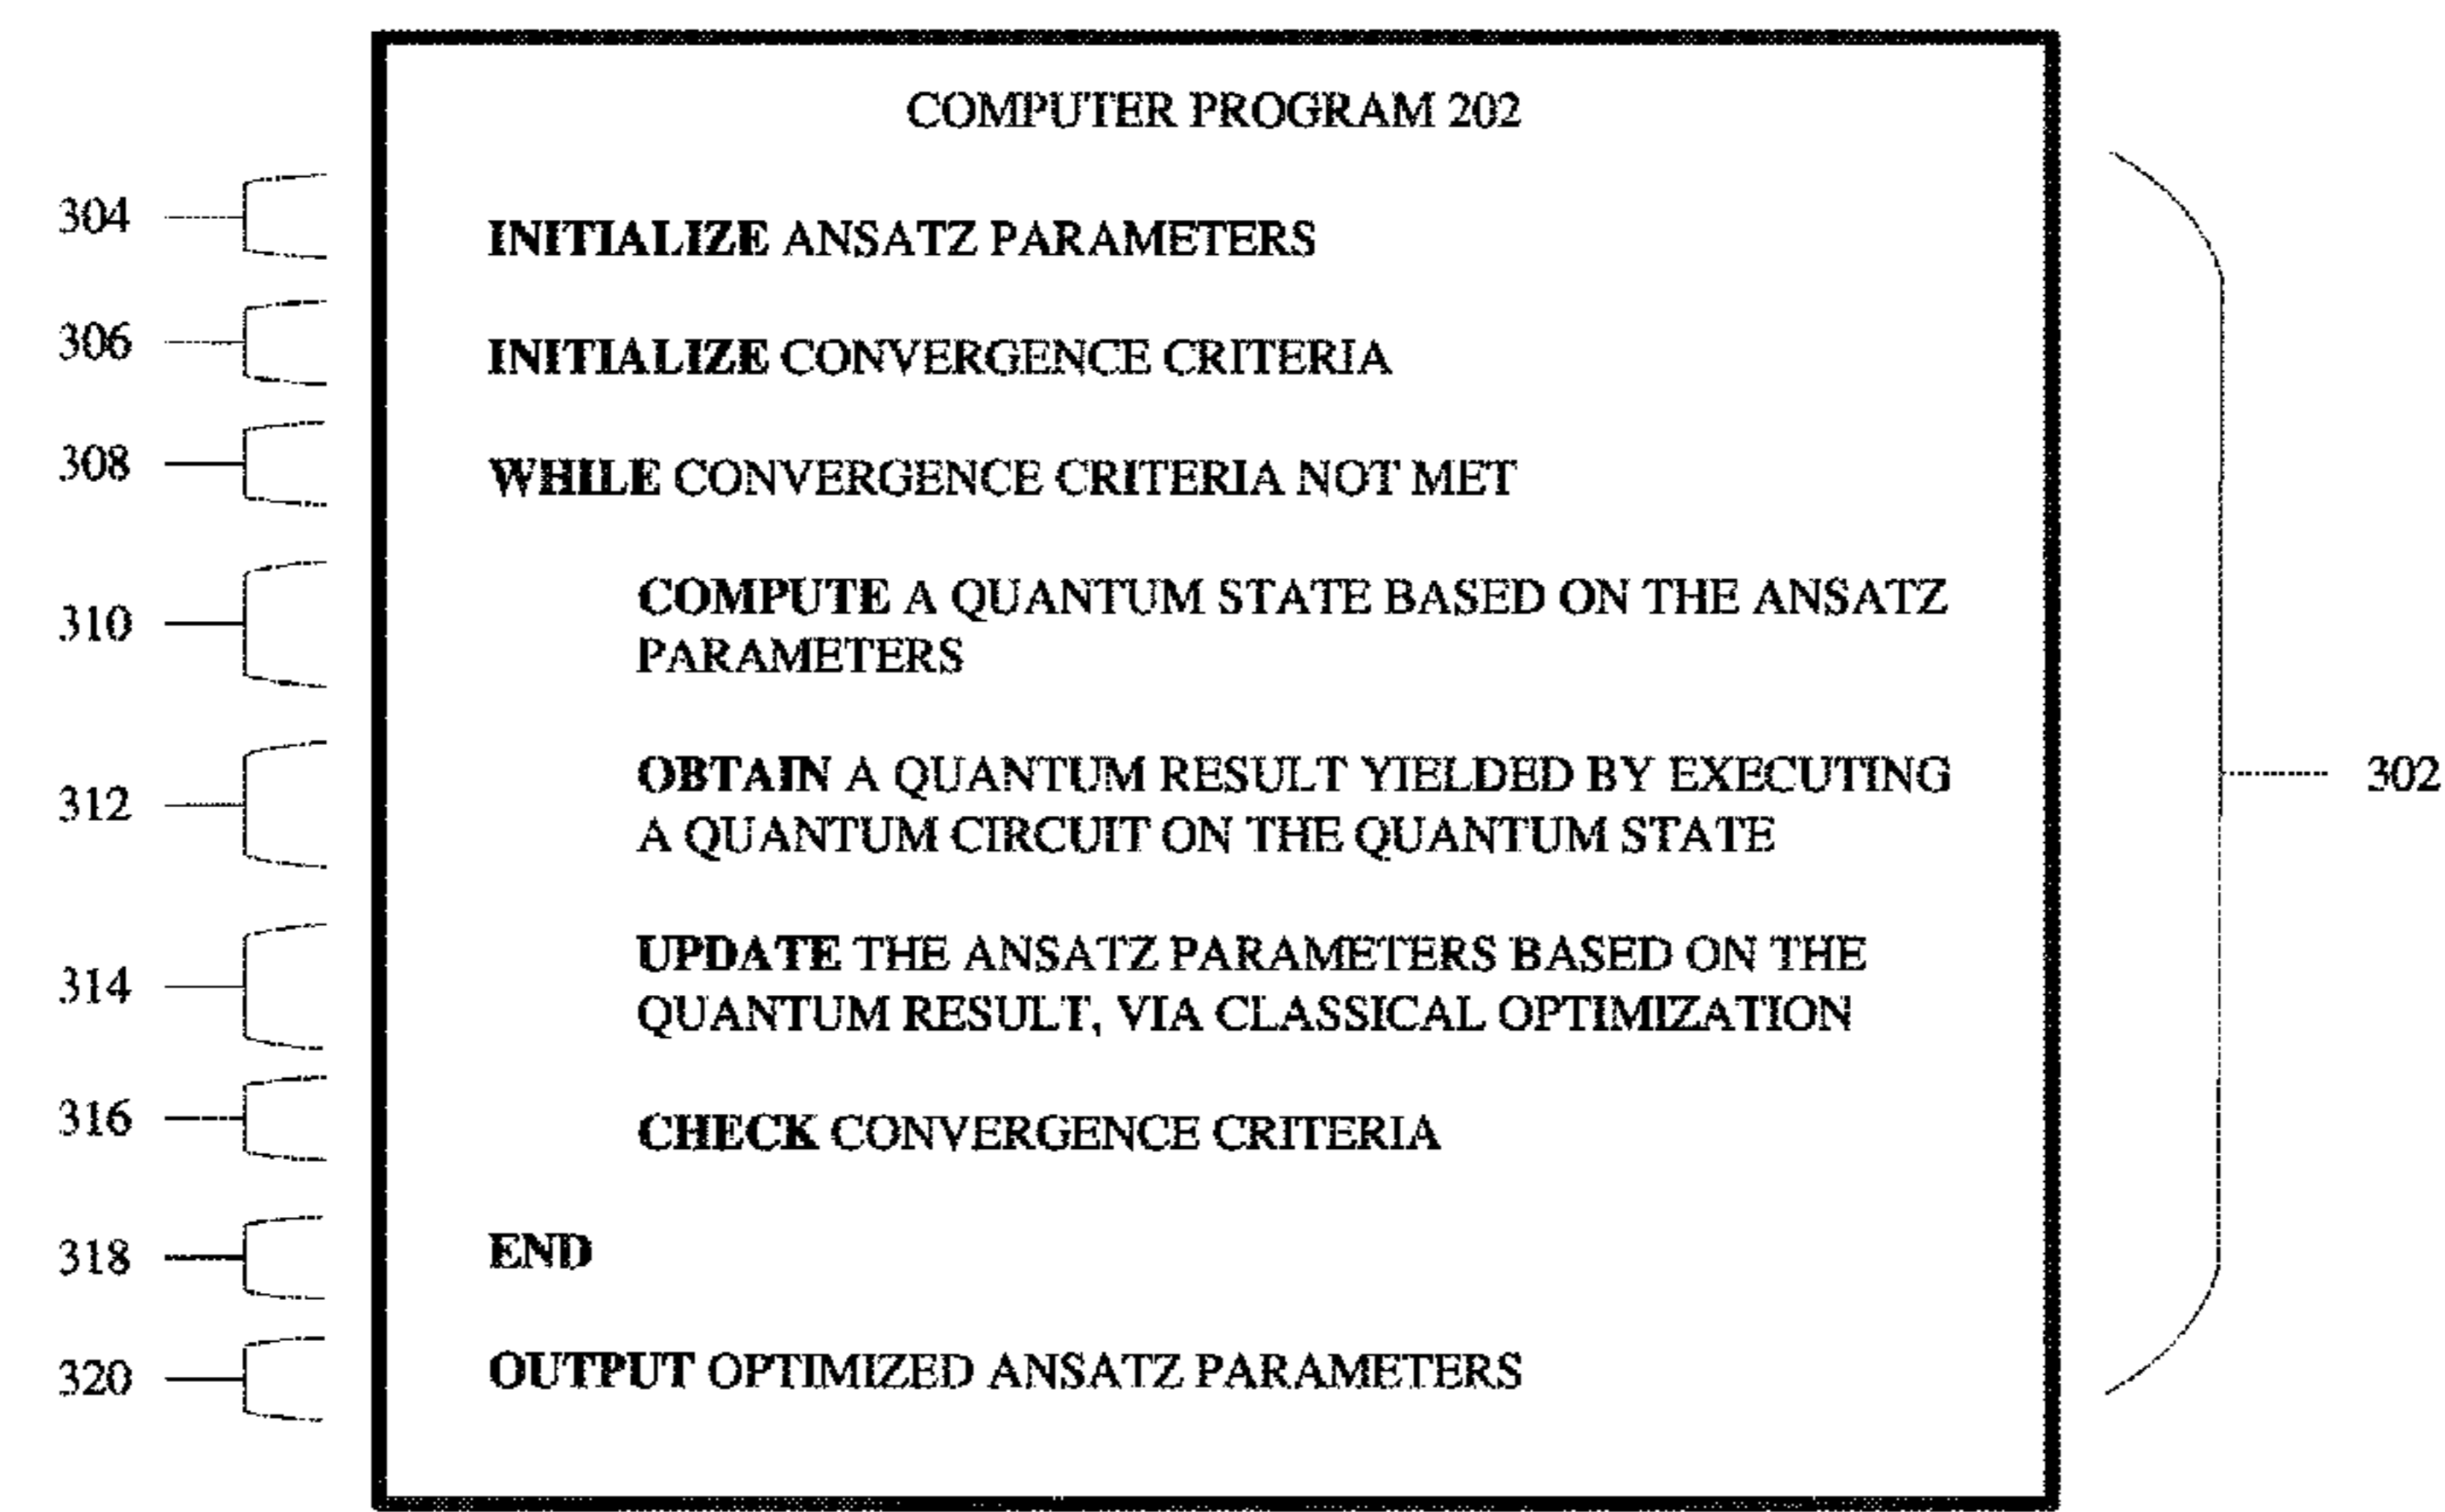 COMPUTER PROGRAM 202
304
INITIALIZE ANSATZ PARAMETERS
306
INITIALIZE CONVERGENCE CRITERIA
308
WHILE CONVERGENCE CRITERIA NOT MET
310
COMPUTE A QUANTUM STATE BASED ON THE ANSATZ
PARAMETERS
312
OBTAIN A QUANTUM RESULT YIELDED BY EXECUTING
A QUANTUM CIRCUIT ON THE QUANTUM STATE
302
314
UPDATE THE ANSATZ PARAMETERS BASED ON THE
QUANTUM RESULT, VIA CLASSICAL OPTIMIZATION
316
CHECK CONVERGENCE CRITERIA
318
END
320
OUTPUT OPTIMIZED ANSATZ PARAMETERS